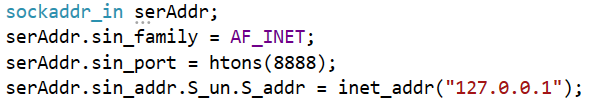 sockaddr_in serAddr;
serAddr.sin_family = AF_INET;
serAddr.sin_port = htons(8888);
serAddr.sin_addr.S_un.S_addr = inet_addr("127.0.0.1");